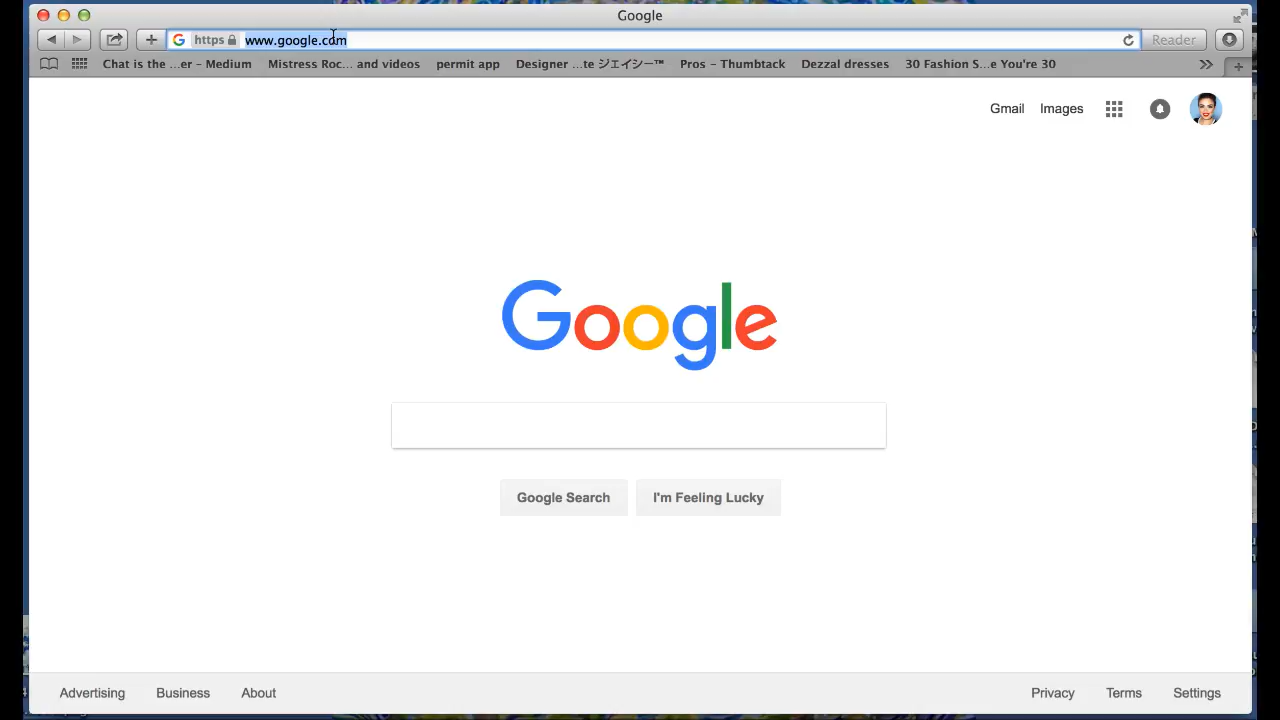 Google
https www.google.com Reader
Chat is the ...er – Medium Mistress Roc... and videos permit app Designer ...te ジェイシー™ Pros – Thumbtack Dezzal dresses 30 Fashion S...e You're 30
Gmail Images
Google
Google Search I'm Feeling Lucky
Advertising Business About Privacy Terms Settings